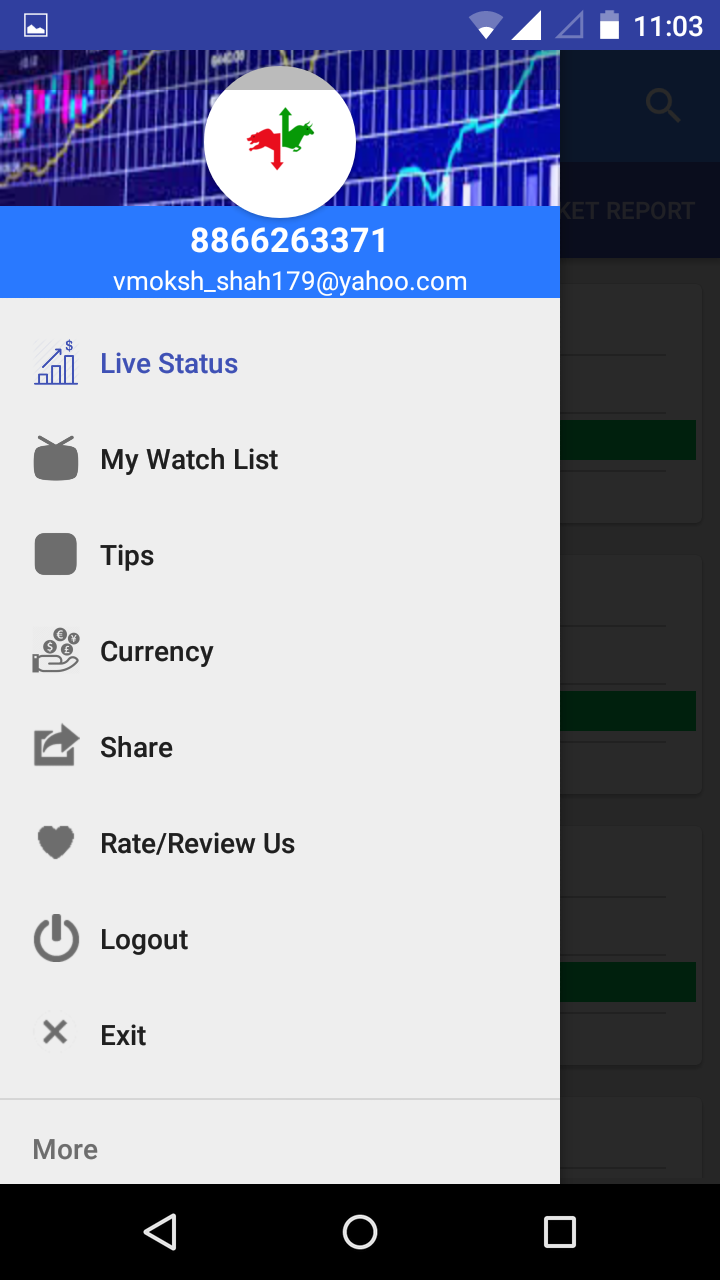 11:03
8866263371
vmoksh_shah179@yahoo.com
KET REPORT
Live Status
My Watch List
Tips
Currency
Share
Rate/Review Us
Logout
Exit
More